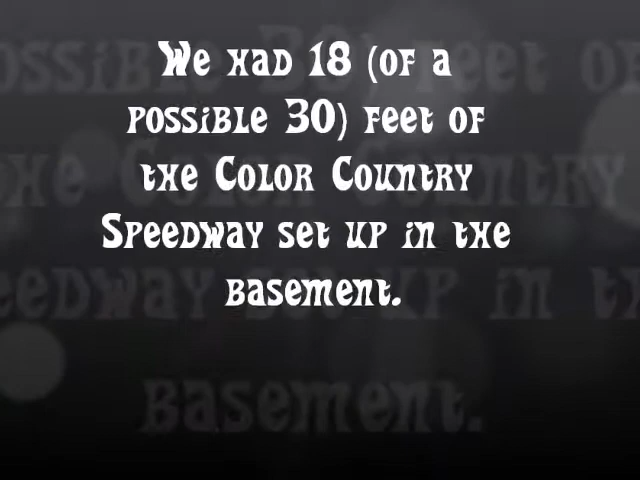 We had 18 (of a
possible 30) feet of
the Color Country
Speedway set up in the
basement.